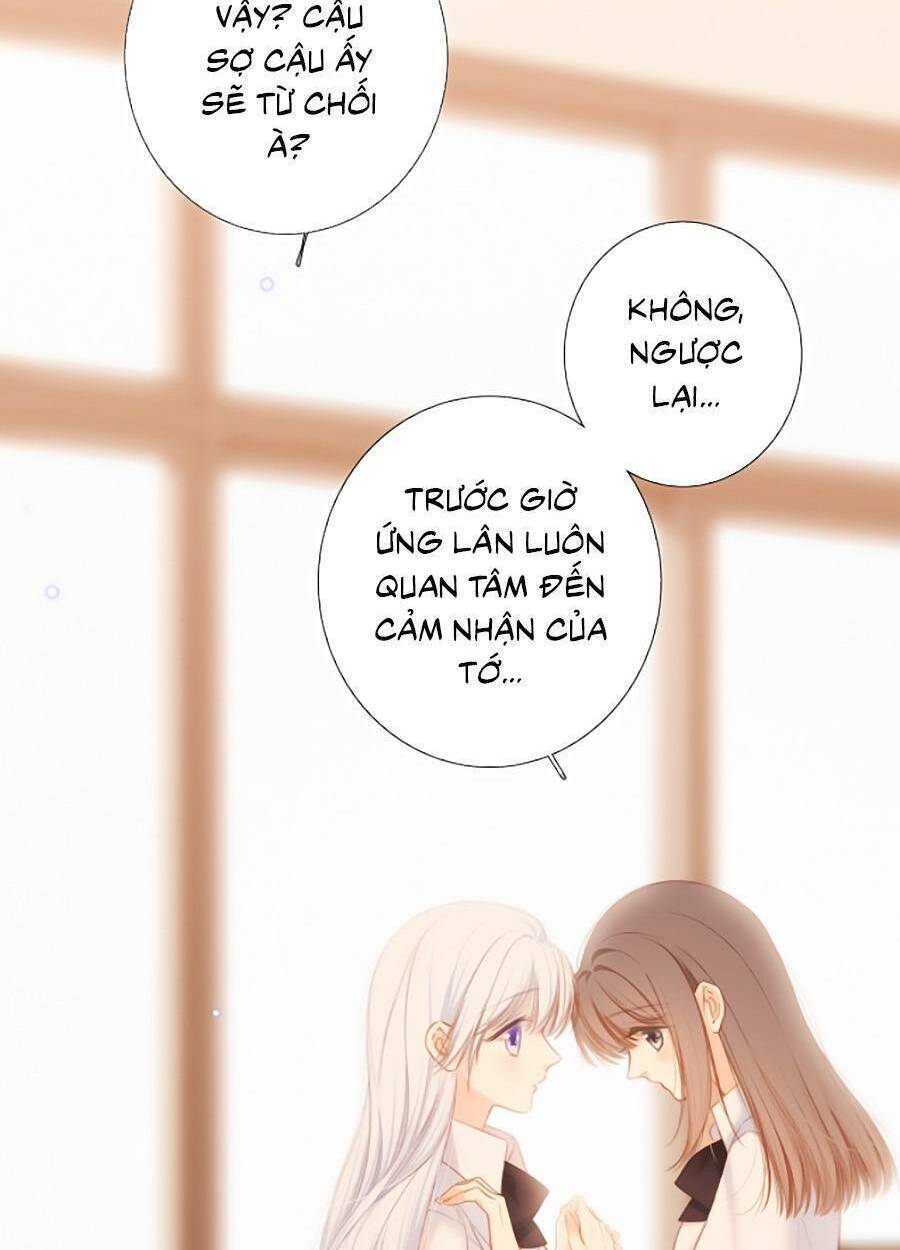 VẬY? CẬU
SỢ CẬU ẤY
SẼ TỪ CHỐI
À?
KHÔNG,
NGƯỢC
LẠI...
TRƯỚC GIỜ
ỨNG LÂN LUÔN
QUAN TÂM ĐẾN
CẢM NHẬN CỦA
TỚ...